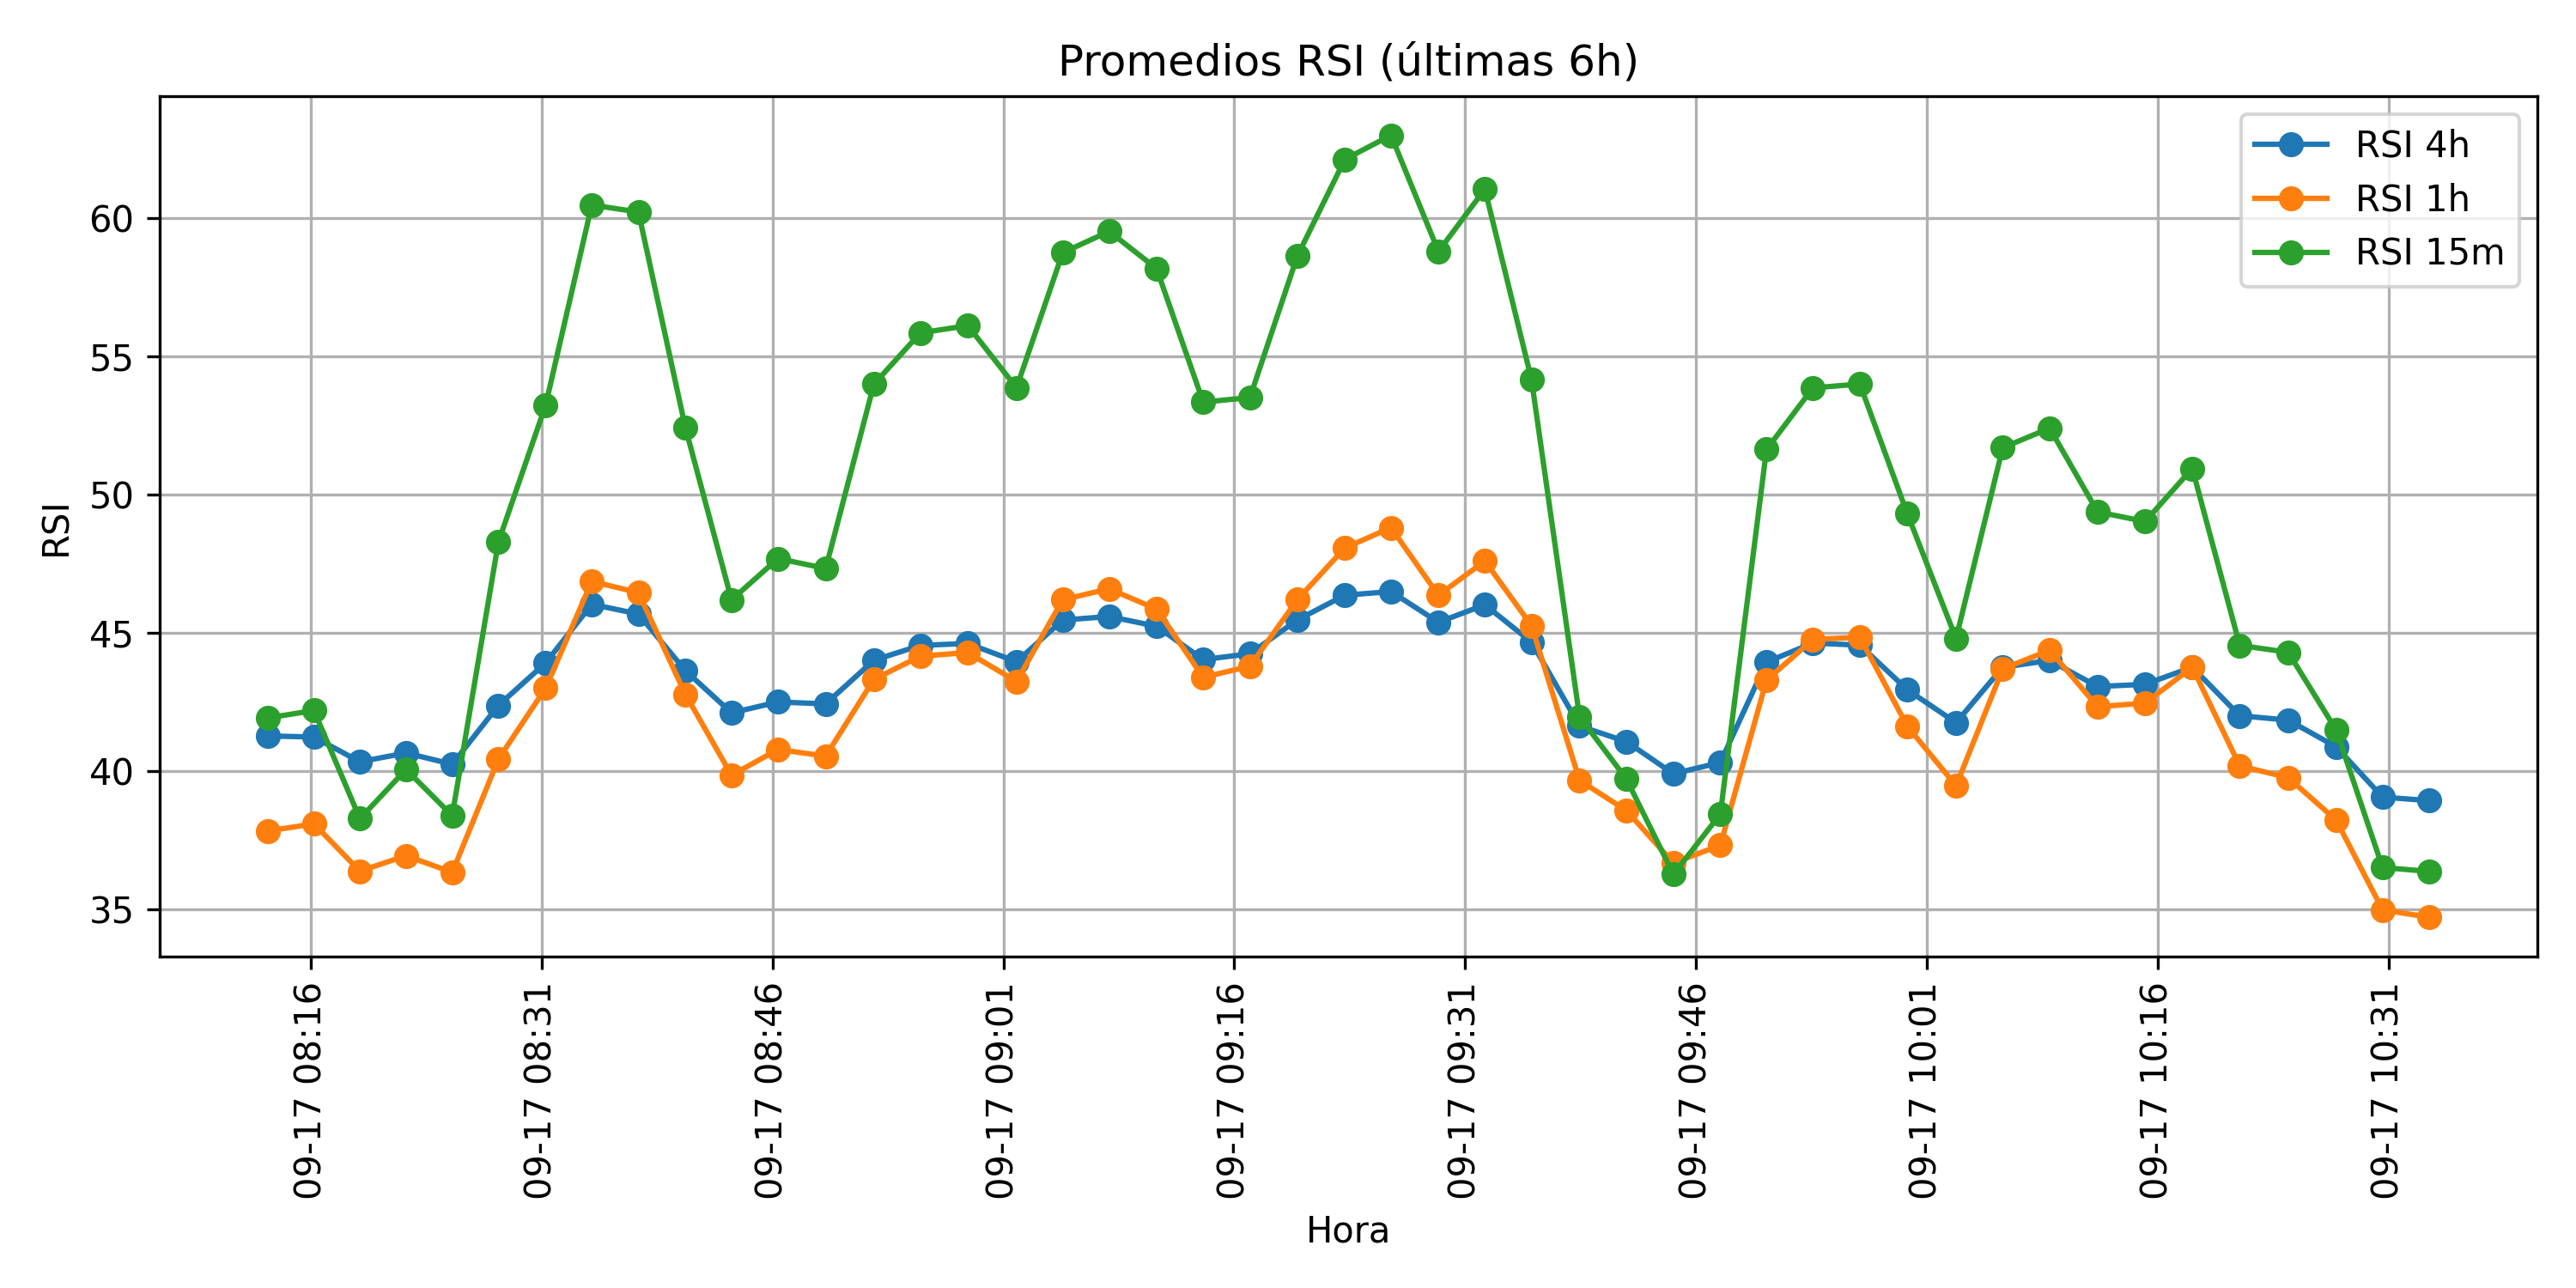 Promedios RSI (últimas 6h)
RSI 4h
RSI 1h
RSI 15m
RSI
60
55
50
45
40
35
09-17 08:16
09-17 08:31
09-17 08:46
09-17 09:01
09-17 09:16
09-17 09:31
09-17 09:46
09-17 10:01
09-17 10:16
09-17 10:31
Hora